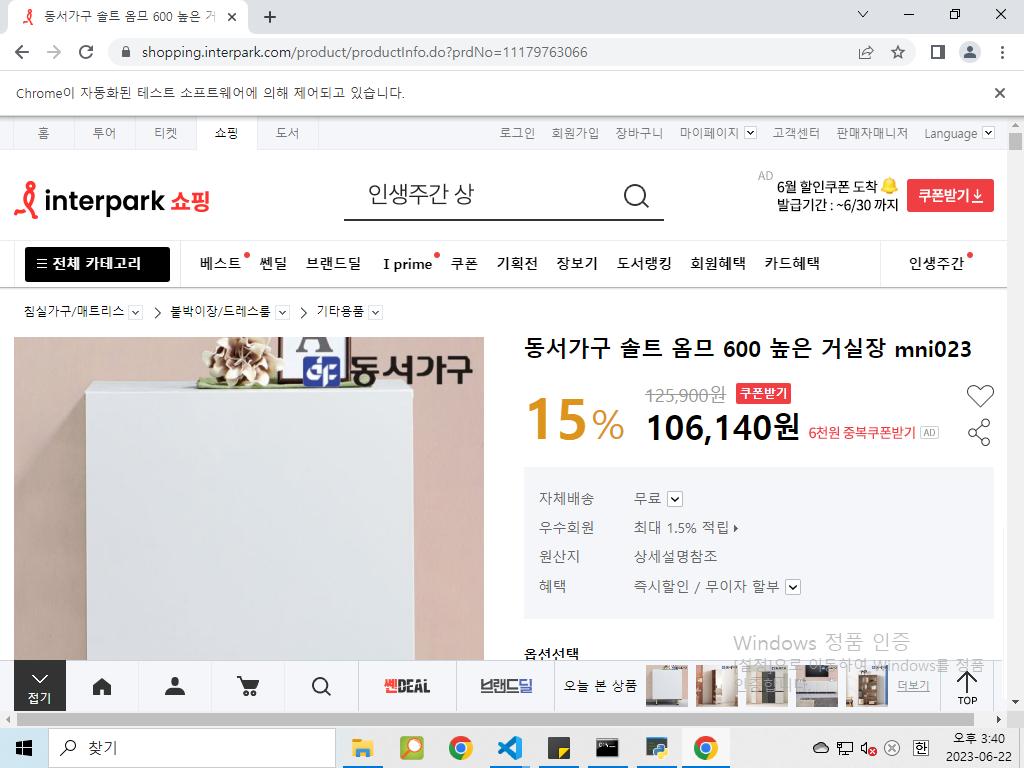 동서가구 솔트 옴므 600 높은 거
shopping.interpark.com/product/productInfo.do?prdNo=11179763066
Chrome이 자동화된 테스트 소프트웨어에 의해 제어되고 있습니다.
홈 투어 티켓 쇼핑 도서 로그인 회원가입 장바구니 마이페이지 고객센터 판매자매니저 Language
interpark 쇼핑 인생주간 상 AD 6월 할인쿠폰 도착 쿠폰받기
발급기간 : ~6/30 까지
전체 카테고리 베스트 쎈딜 브랜드딜 I prime 쿠폰 기획전 장보기 도서랭킹 회원혜택 카드혜택 인생주간
침실가구/매트리스 > 붙박이장/드레스룸 > 기타용품
동서가구
동서가구 솔트 옴므 600 높은 거실장 mni023
15% 125,900원 쿠폰받기
106,140원 6천원 중복쿠폰받기 AD
자체배송 무료
우수회원 최대 1.5% 적립
원산지 상세설명참조
혜택 즉시할인 / 무이자 할부
옵션선택
Windows 정품 인증
[설정]으로 이동하여 Windows를 정품
접기 쎈DEAL 브랜드딜 오늘 본 상품 더보기 TOP
찾기 한 오후 3:40
2023-06-22